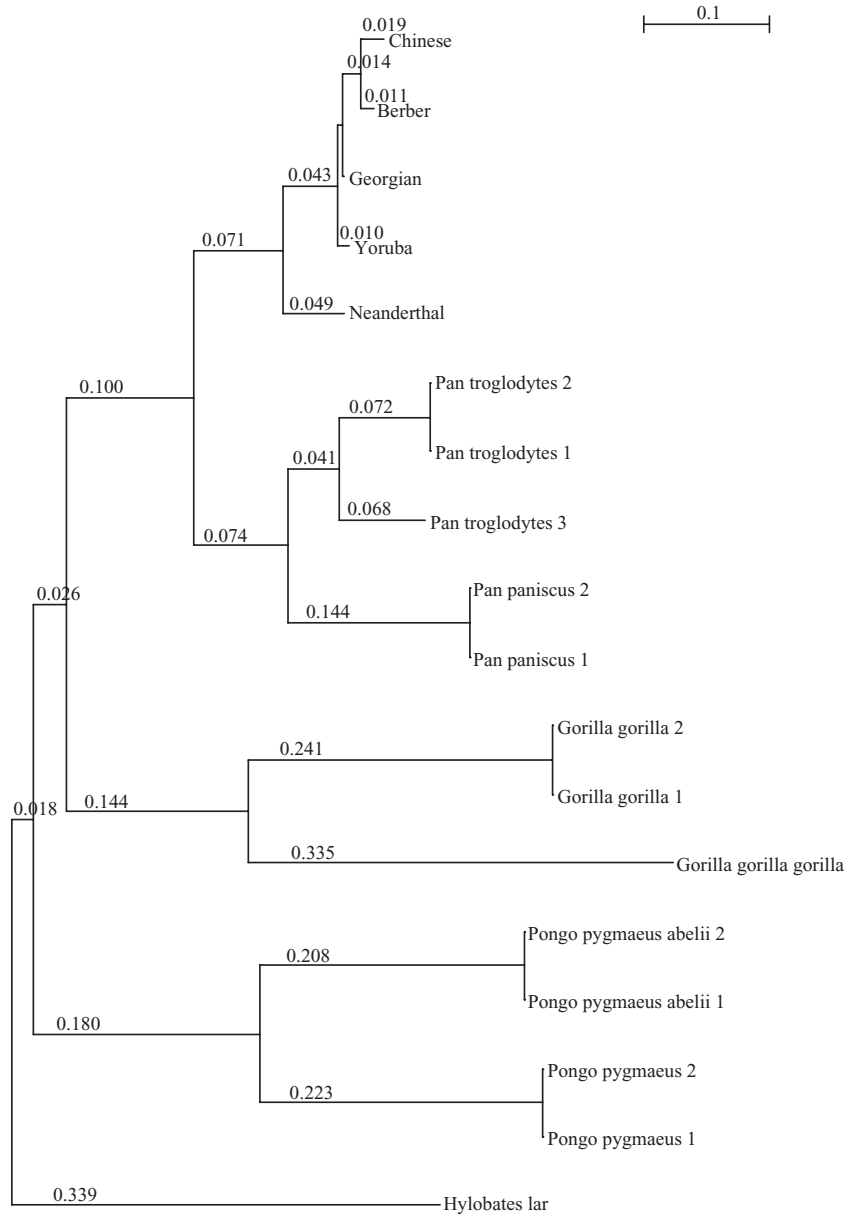 0.1
0.019
Chinese
0.014
0.011
Berber
0.043
Georgian
0.010
Yoruba
0.071
0.049
Neanderthal
0.100
Pan troglodytes 2
0.072
Pan troglodytes 1
0.041
0.068
Pan troglodytes 3
0.074
Pan paniscus 2
0.144
Pan paniscus 1
0.026
Gorilla gorilla 2
0.241
Gorilla gorilla 1
0.144
0.018
0.335
Gorilla gorilla gorilla
Pongo pygmaeus abelii 2
0.208
Pongo pygmaeus abelii 1
0.180
Pongo pygmaeus 2
0.223
Pongo pygmaeus 1
0.339
Hylobates lar